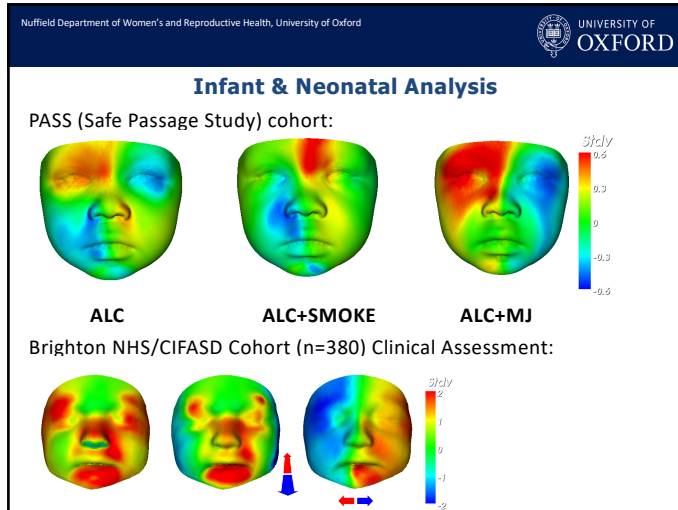 Nuffield Department of Women's and Reproductive Health, University of Oxford
UNIVERSITY OF
OXFORD
Infant & Neonatal Analysis
PASS (Safe Passage Study) cohort:
Stdv
0.6
0.3
0
-0.3
-0.6
ALC
ALC+SMOKE
ALC+MJ
Brighton NHS/CIFASD Cohort (n=380) Clinical Assessment:
Stdv
2
1
0
-1
-2